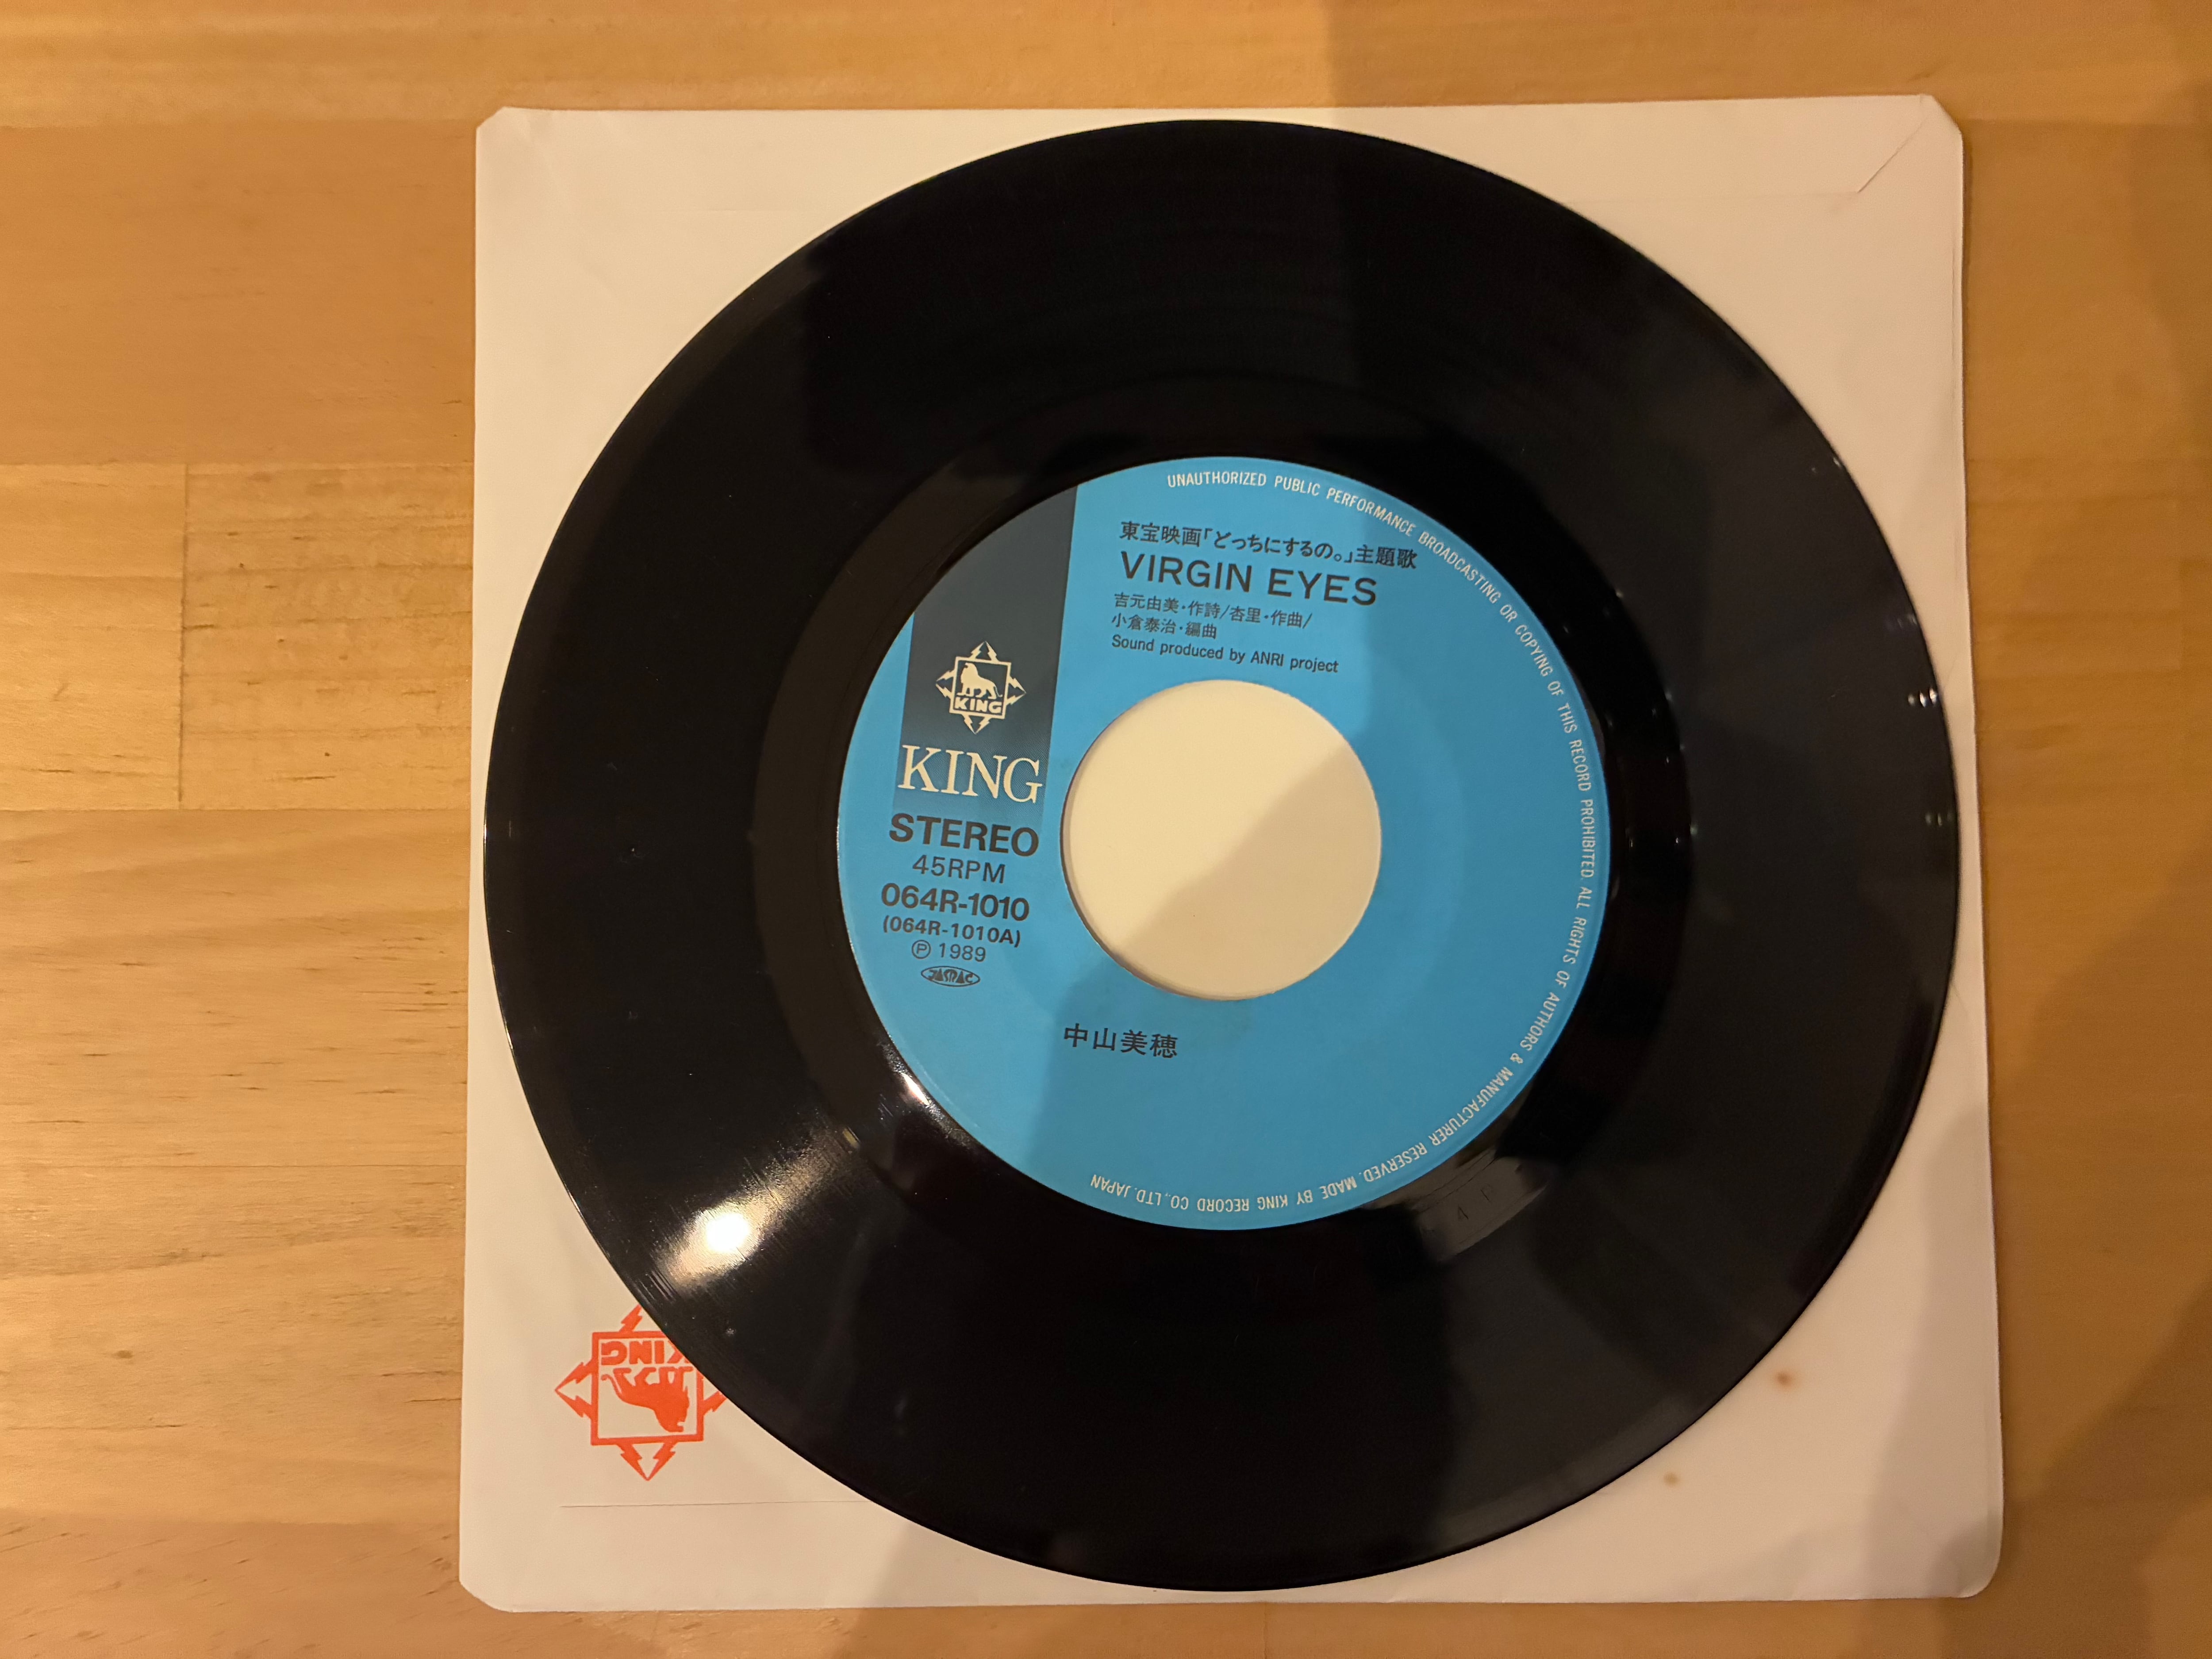 UNAUTHORIZED PUBLIC PERFORMANCE BROADCASTING OR COPYING OF THIS RECORD PROHIBITED. ALL RIGHTS OF AUTHORS & MANUFACTURER RESERVED. MADE BY KING RECORD CO., LTD. JAPAN
東宝映画「どっちにするの。」主題歌
VIRGIN EYES
吉元由美・作詩/杏里・作曲/
小倉泰治・編曲
Sound produced by ANRI project
KING
KING
STEREO
45RPM
064R-1010
(064R-1010A)
Ⓟ 1989
JASRAC
中山美穂
KING